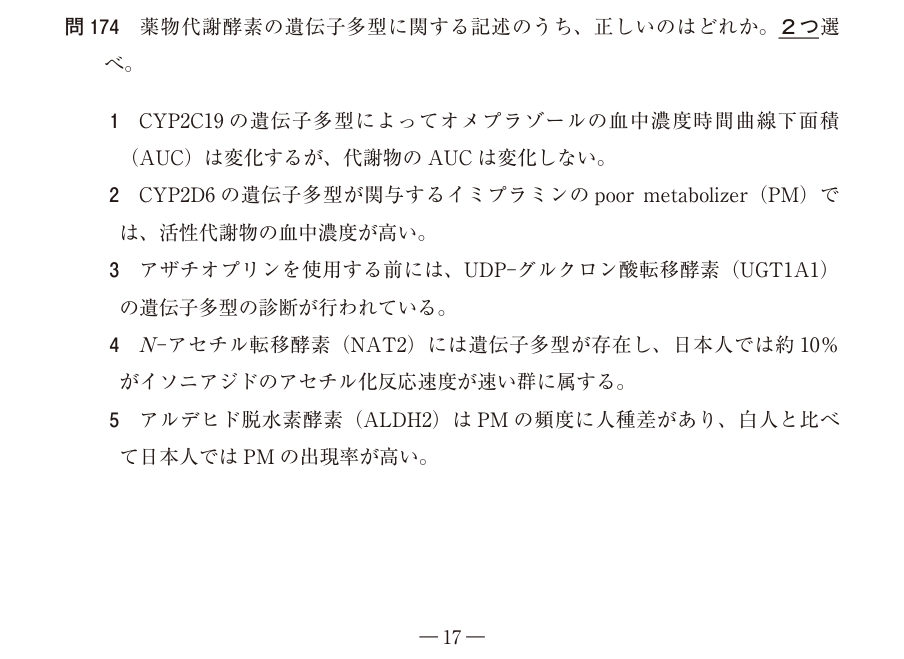 問 174　薬物代謝酵素の遺伝子多型に関する記述のうち、正しいのはどれか。２つ選
べ。
1　CYP2C19 の遺伝子多型によってオメプラゾールの血中濃度時間曲線下面積
（AUC）は変化するが、代謝物の AUC は変化しない。
2　CYP2D6 の遺伝子多型が関与するイミプラミンの poor metabolizer（PM）で
は、活性代謝物の血中濃度が高い。
3　アザチオプリンを使用する前には、UDP-グルクロン酸転移酵素（UGT1A1）
の遺伝子多型の診断が行われている。
4　N-アセチル転移酵素（NAT2）には遺伝子多型が存在し、日本人では約 10％
がイソニアジドのアセチル化反応速度が速い群に属する。
5　アルデヒド脱水素酵素（ALDH2）は PM の頻度に人種差があり、白人と比べ
て日本人では PM の出現率が高い。
― 17 ―